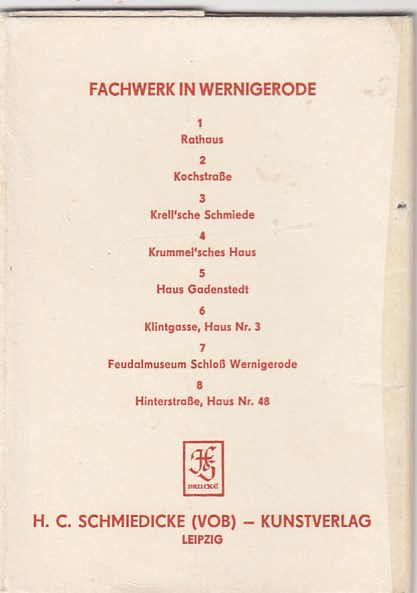 FACHWERK IN WERNIGERODE
1
Rathaus
2
Kochstraße
3
Krell'sche Schmiede
4
Krummel'sches Haus
5
Haus Gadenstedt
6
Klintgasse, Haus Nr. 3
7
Feudalmuseum Schloß Wernigerode
8
Hinterstraße, Haus Nr. 48
HS
DRUCKE
H. C. SCHMIEDICKE (VOB) – KUNSTVERLAG
LEIPZIG